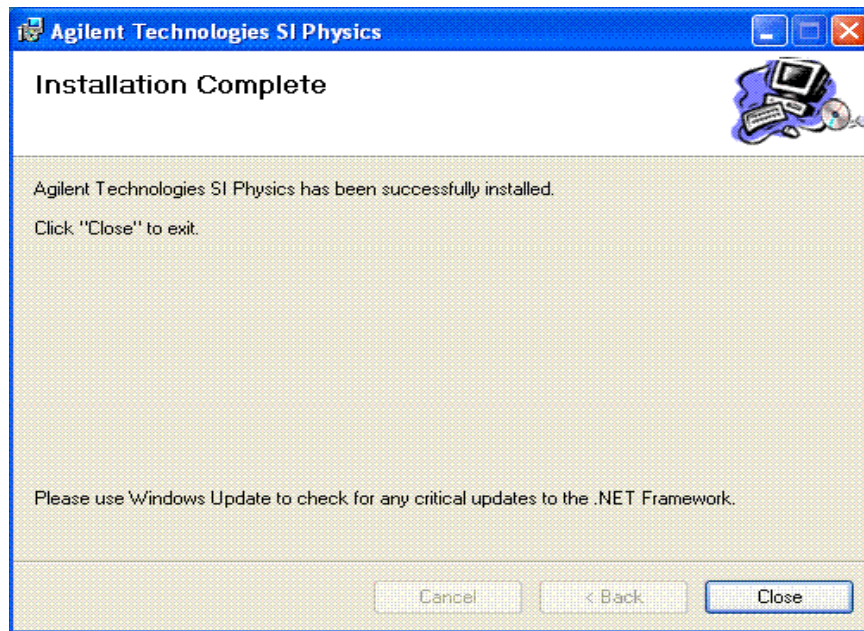 Agilent Technologies SI Physics
Installation Complete
Agilent Technologies SI Physics has been successfully installed.
Click "Close" to exit.
Please use Windows Update to check for any critical updates to the .NET Framework.
Cancel
< Back
Close